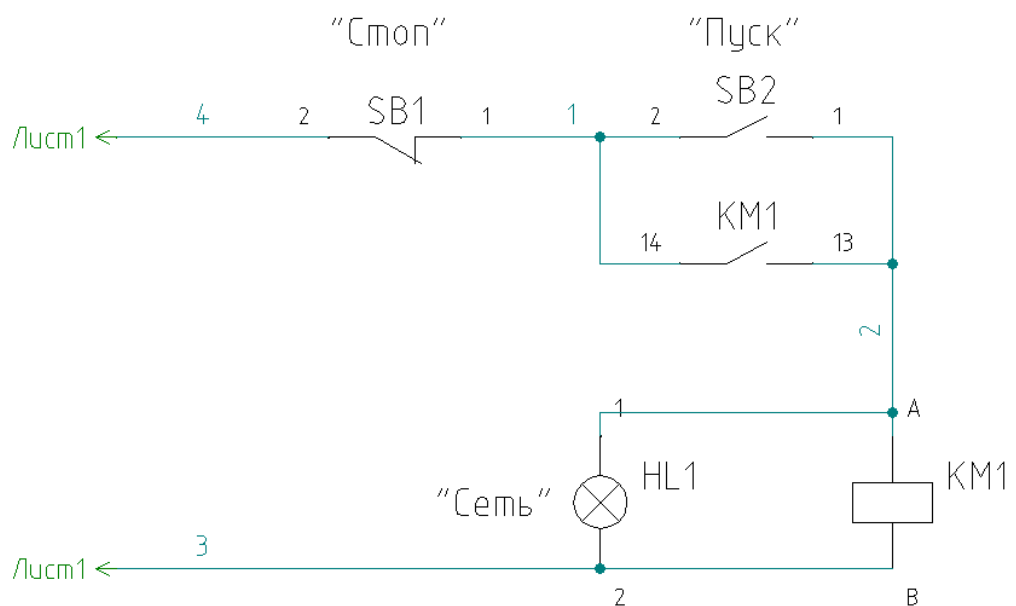 "Стоп" "Пуск"
4 2 SB1 1 1 2 SB2 1
Лист1
KM1
14 13
2
1 A
HL1 KM1
"Сеть"
3
Лист1
2 B